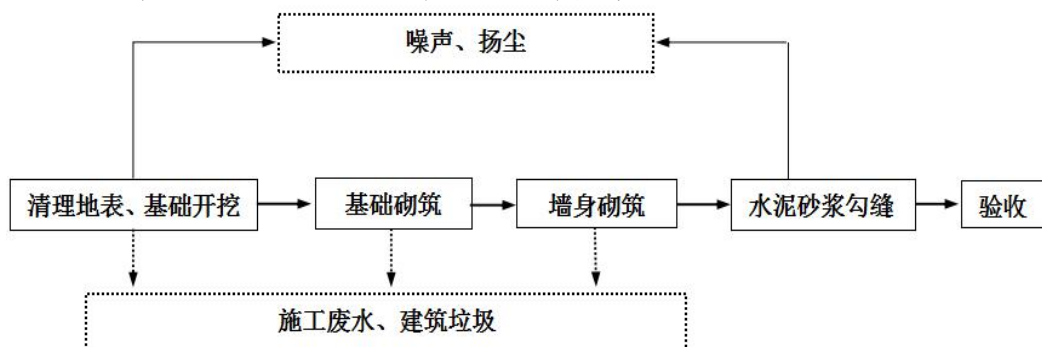 噪声、扬尘
清理地表、基础开挖
基础砌筑
墙身砌筑
水泥砂浆勾缝
验收
施工废水、建筑垃圾